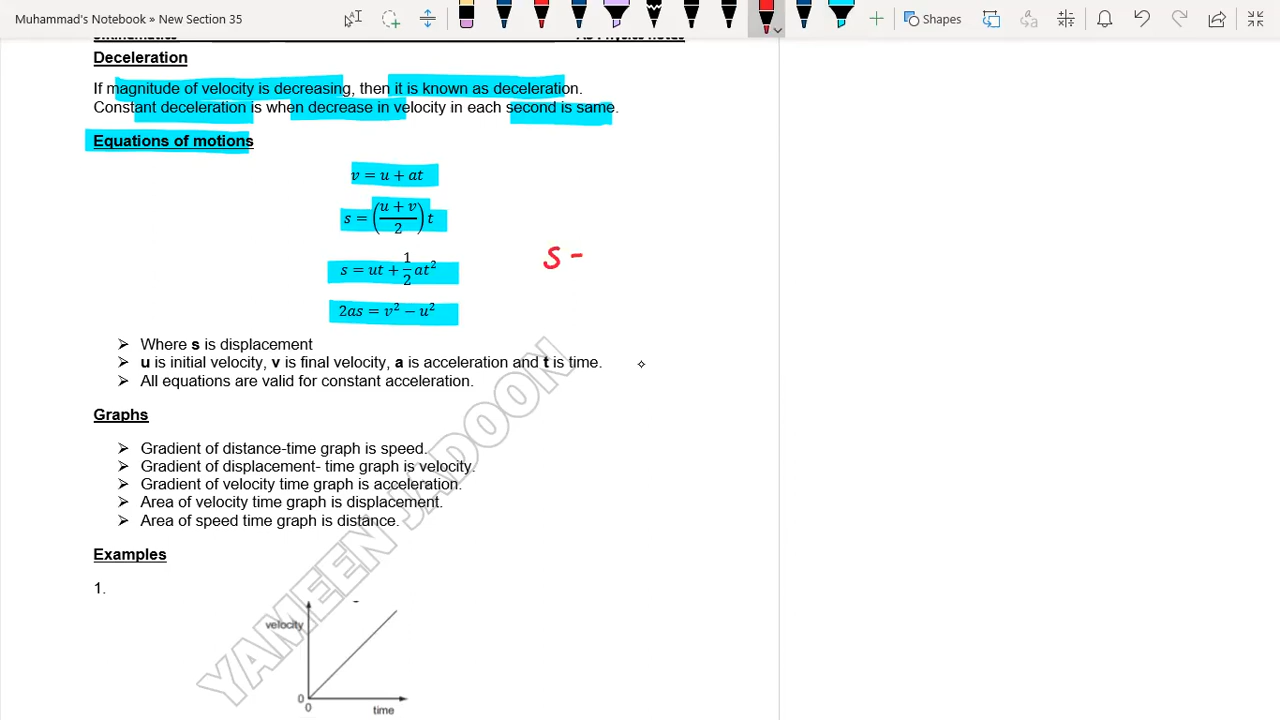 Muhammad's Notebook » New Section 35
Shapes
Deceleration
If magnitude of velocity is decreasing, then it is known as deceleration.
Constant deceleration is when decrease in velocity in each second is same.
Equations of motions
v = u + at
s = ((u + v)/2) t
s = ut + 1/2 at²
s -
2as = v² − u²
➢ Where s is displacement
➢ u is initial velocity, v is final velocity, a is acceleration and t is time.
➢ All equations are valid for constant acceleration.
Graphs
➢ Gradient of distance-time graph is speed.
➢ Gradient of displacement- time graph is velocity.
➢ Gradient of velocity time graph is acceleration.
➢ Area of velocity time graph is displacement.
➢ Area of speed time graph is distance.
Examples
1.
velocity
0
0
time
YAMEEN JADOON